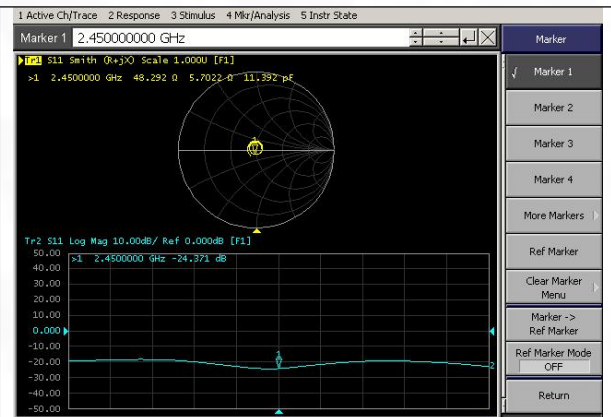 1 Active Ch/Trace 2 Response 3 Stimulus 4 Mkr/Analysis 5 Instr State
Marker 1 2.450000000 GHz
Marker
Tr1 S11 Smith (R+jX) Scale 1.000U [F1]
>1 2.4500000 GHz 48.292 Ω 5.7022 Ω 11.392 pF
1
√ Marker 1
Marker 2
Marker 3
Marker 4
More Markers
Ref Marker
Clear Marker
Menu
Marker ->
Ref Marker
Ref Marker Mode
OFF
Return
Tr2 S11 Log Mag 10.00dB/ Ref 0.000dB [F1]
>1 2.4500000 GHz -24.371 dB
50.00
40.00
30.00
20.00
10.00
0.000
-10.00
-20.00
-30.00
-40.00
-50.00
1
2